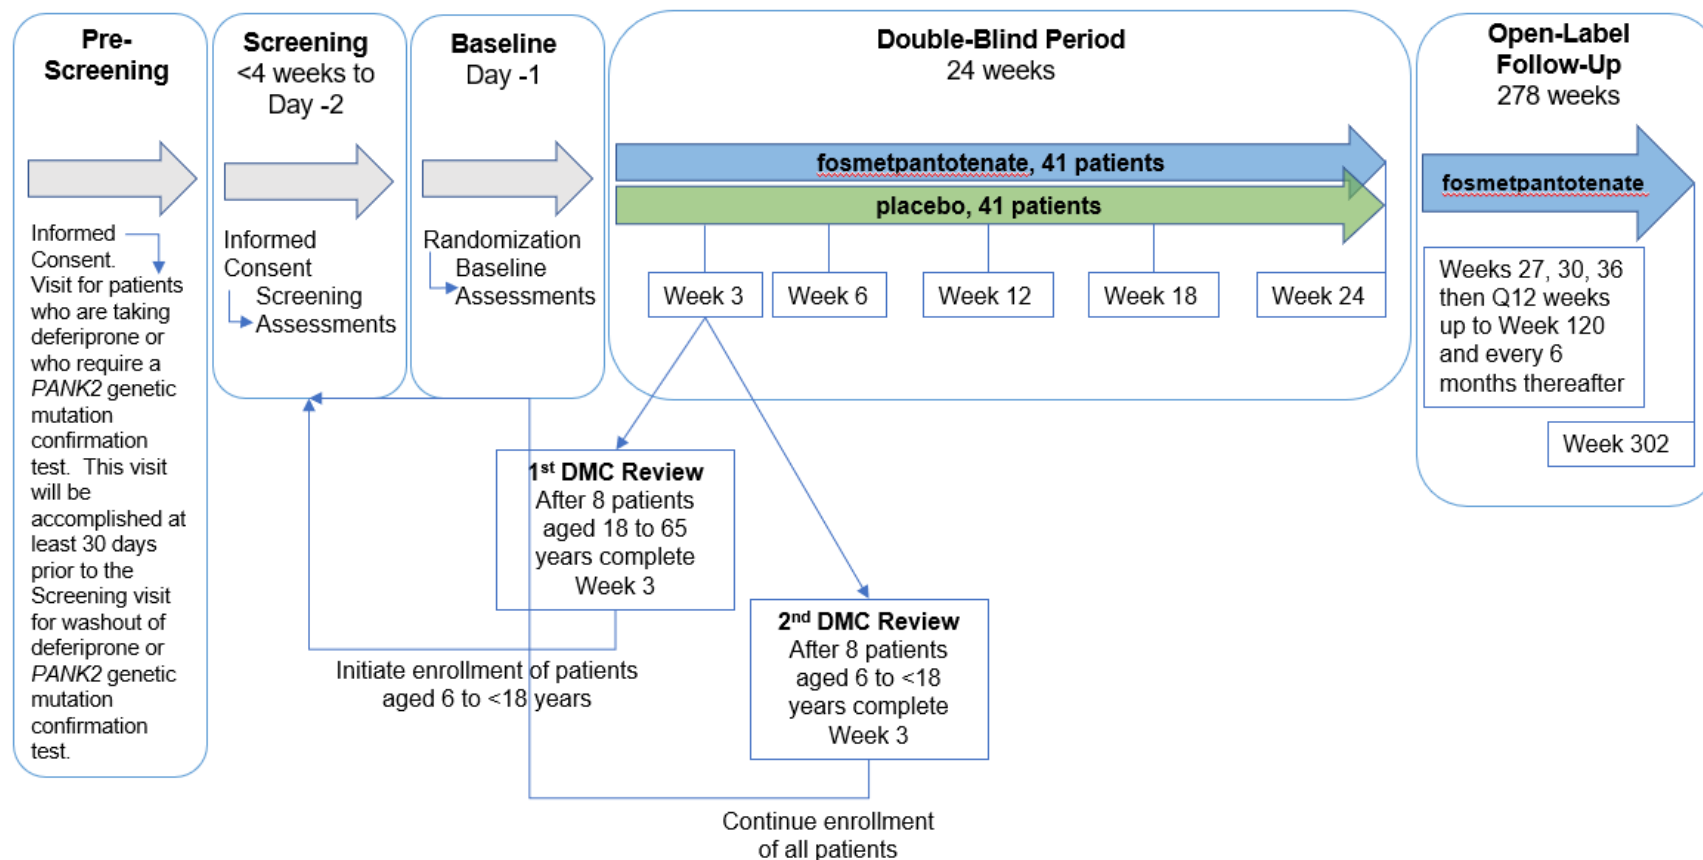 Pre-
Screening
Informed
Consent.
Visit for patients
who are taking
deferiprone or
who require a
PANK2 genetic
mutation
confirmation
test.  This visit
will be
accomplished at
least 30 days
prior to the
Screening visit
for washout of
deferiprone or
PANK2 genetic
mutation
confirmation
test.
Screening
<4 weeks to
Day -2
Informed
Consent
Screening
Assessments
Baseline
Day -1
Randomization
Baseline
Assessments
Double-Blind Period
24 weeks
fosmetpantotenate, 41 patients
placebo, 41 patients
Week 3
Week 6
Week 12
Week 18
Week 24
1st DMC Review
After 8 patients
aged 18 to 65
years complete
Week 3
Initiate enrollment of patients
aged 6 to <18 years
2nd DMC Review
After 8 patients
aged 6 to <18
years complete
Week 3
Continue enrollment
of all patients
Open-Label
Follow-Up
278 weeks
fosmetpantotenate
Weeks 27, 30, 36
then Q12 weeks
up to Week 120
and every 6
months thereafter
Week 302